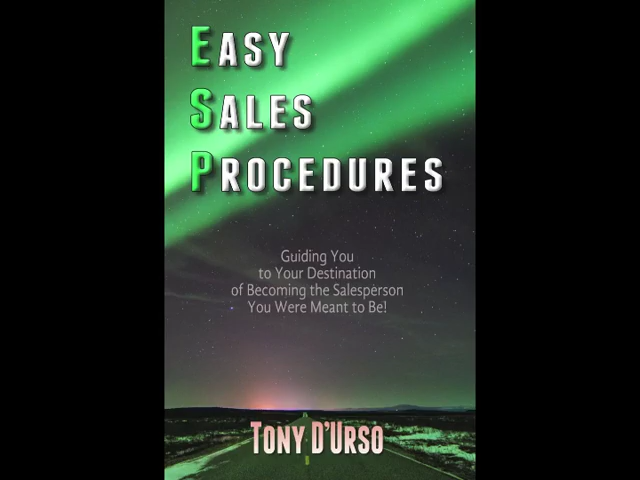 EASY
SALES
PROCEDURES
Guiding You
to Your Destination
of Becoming the Salesperson
You Were Meant to Be!
TONY D'URSO